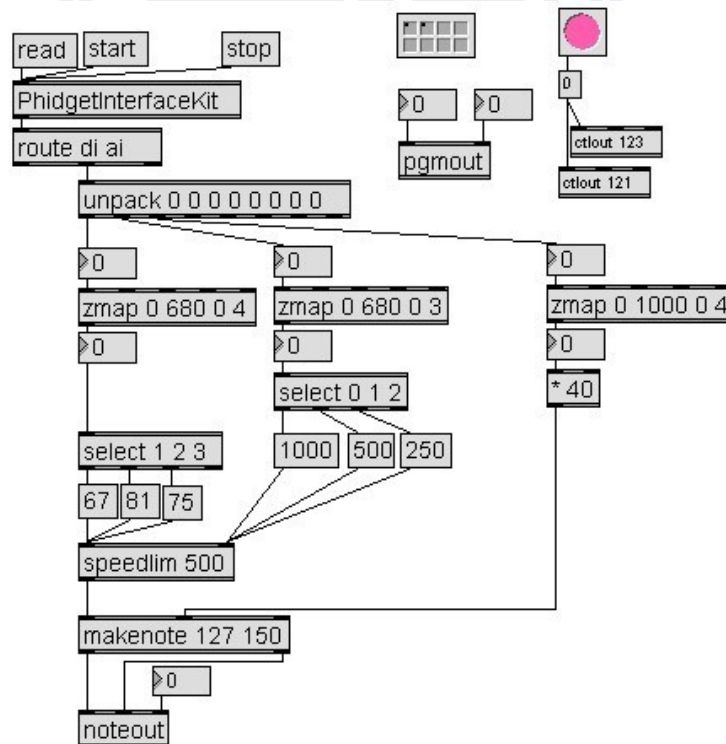 read
start
stop
PhidgetInterfaceKit
route di ai
0
0
pgmout
0
ctlout 123
ctlout 121
unpack 0 0 0 0 0 0 0 0
0
0
0
zmap 0 680 0 4
zmap 0 680 0 3
zmap 0 1000 0 4
0
0
0
select 0 1 2
* 40
select 1 2 3
1000
500
250
67
81
75
speedlim 500
makenote 127 150
0
noteout